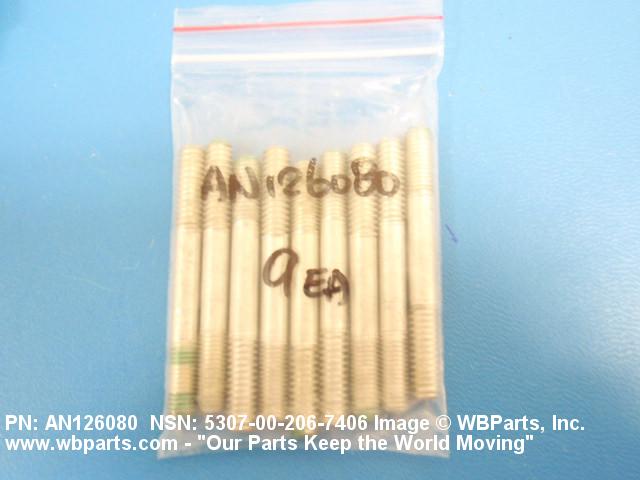 AN126080
9 EA
PN: AN126080 NSN: 5307-00-206-7406 Image © WBParts, Inc.
www.wbparts.com - "Our Parts Keep the World Moving"